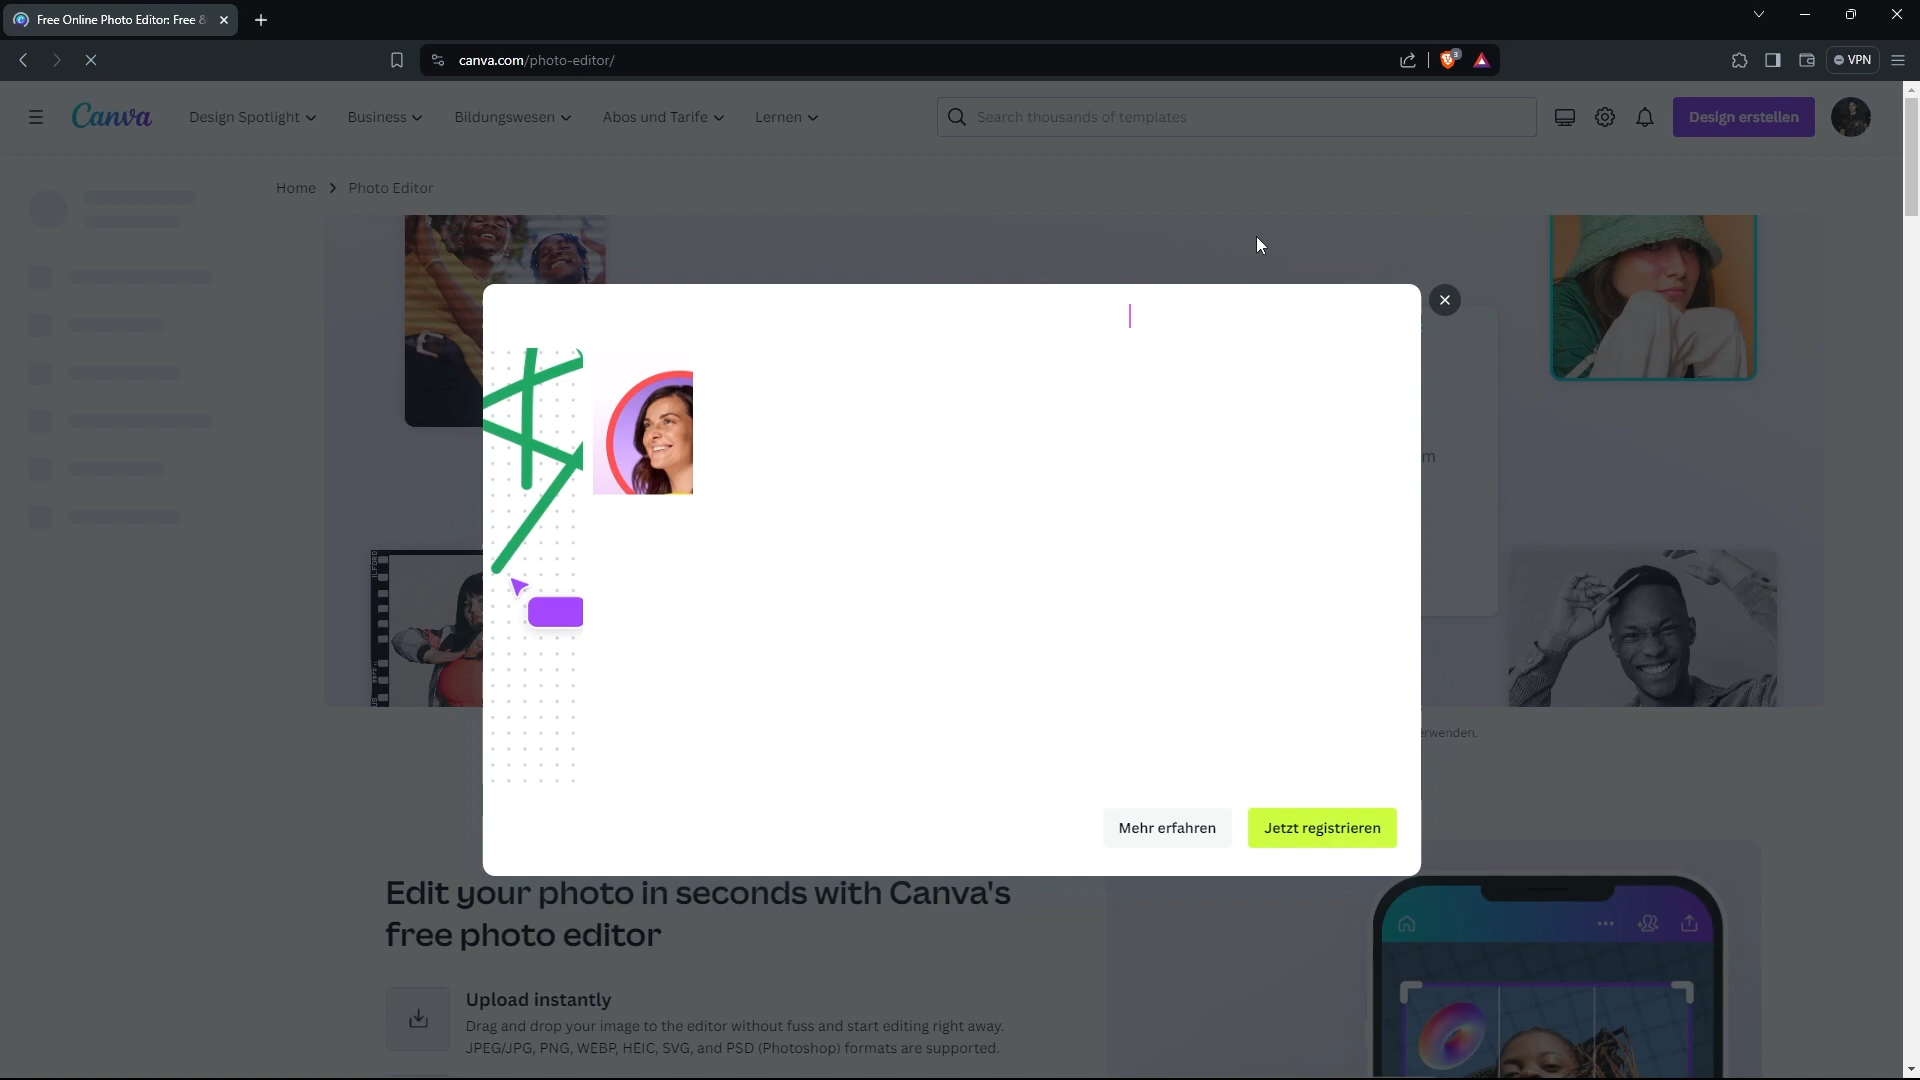 Free Online Photo Editor: Free &
canva.com/photo-editor/
3
VPN
Canva
Design Spotlight
Business
Bildungswesen
Abos und Tarife
Lernen
Search thousands of templates
Design erstellen
Home
Photo Editor
m
erwenden.
Mehr erfahren
Jetzt registrieren
Edit your photo in seconds with Canva's
free photo editor
Upload instantly
Drag and drop your image to the editor without fuss and start editing right away.
JPEG/JPG, PNG, WEBP, HEIC, SVG, and PSD (Photoshop) formats are supported.